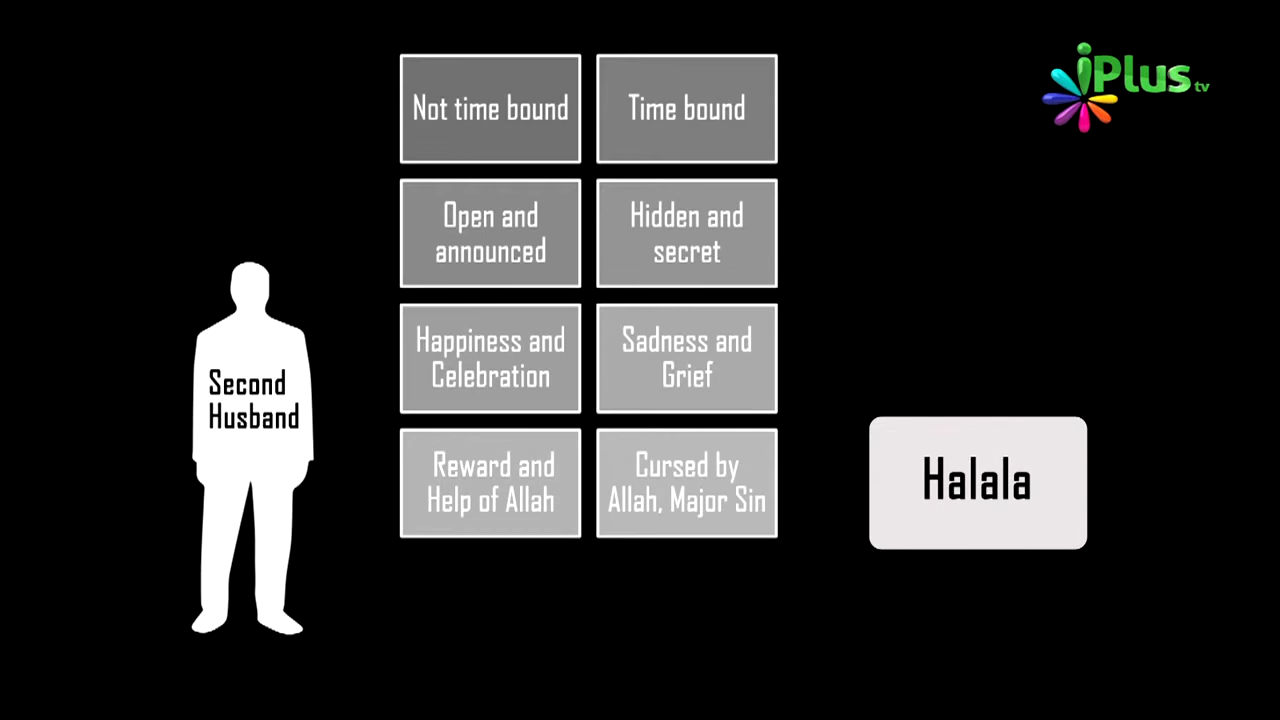 iPlus tv
Not time bound
Time bound
Open and
announced
Hidden and
secret
Happiness and
Celebration
Sadness and
Grief
Second
Husband
Reward and
Help of Allah
Cursed by
Allah, Major Sin
Halala